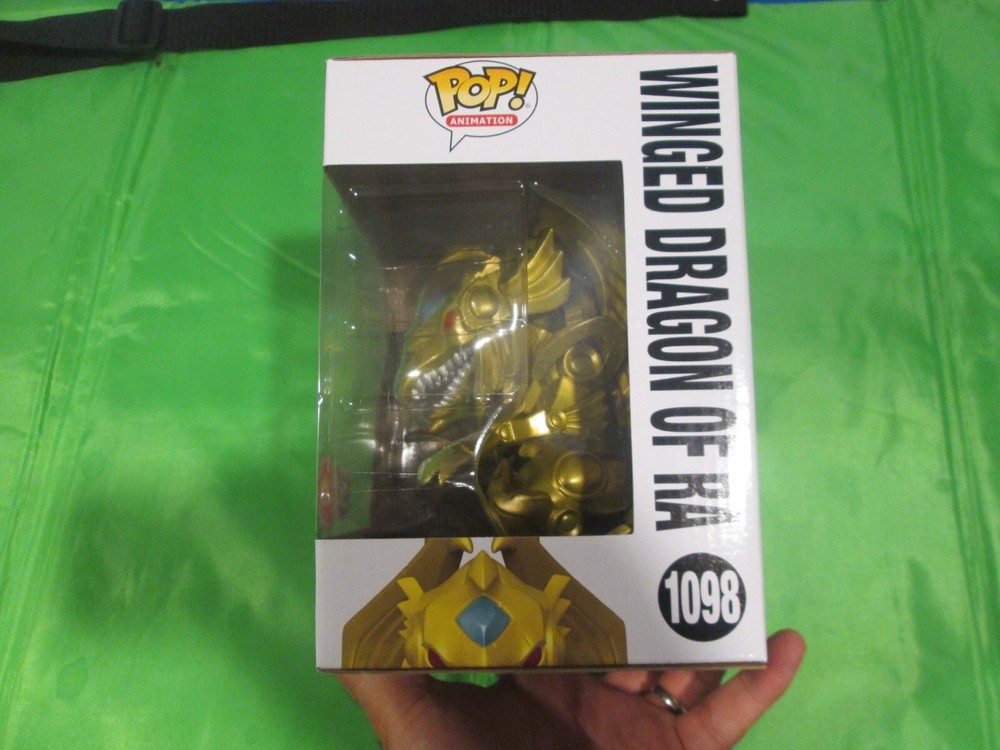 POP!
ANIMATION
WINGED DRAGON OF RA
1098